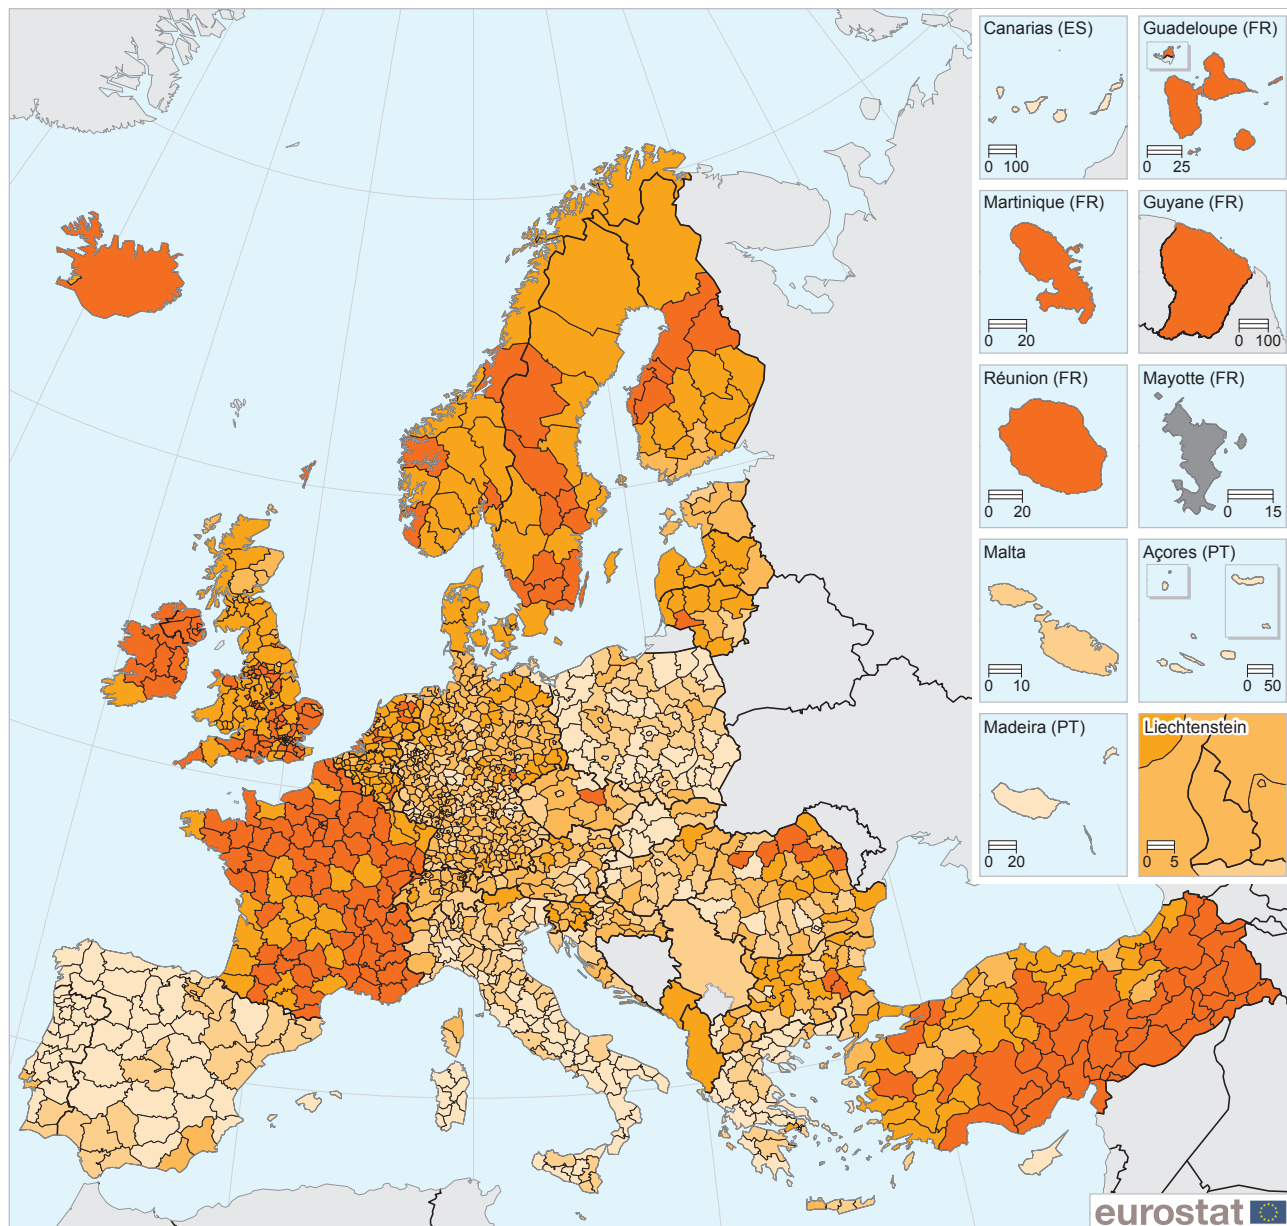 Canarias (ES)
0 100
Guadeloupe (FR)
0 25
Martinique (FR)
0 20
Guyane (FR)
0 100
Réunion (FR)
0 20
Mayotte (FR)
0 15
Malta
0 10
Açores (PT)
0 50
Madeira (PT)
0 20
Liechtenstein
0 5
eurostat